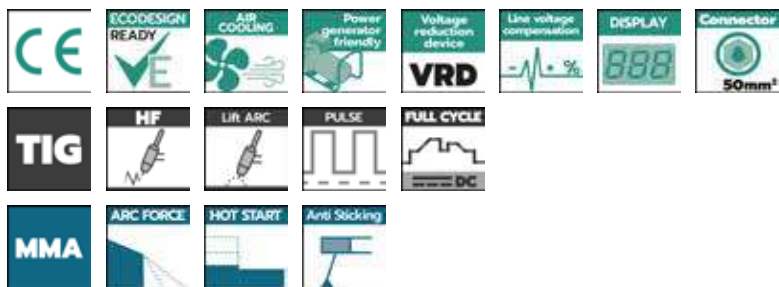 CE
ECODESIGN
READY
E
AIR
COOLING
Power
generator
friendly
Voltage
reduction
device
VRD
Line voltage
compensation
- + %
DISPLAY
888
Connector
50mm²
TIG
HF
Lift ARC
PULSE
FULL CYCLE
DC
MMA
ARC FORCE
HOT START
Anti Sticking